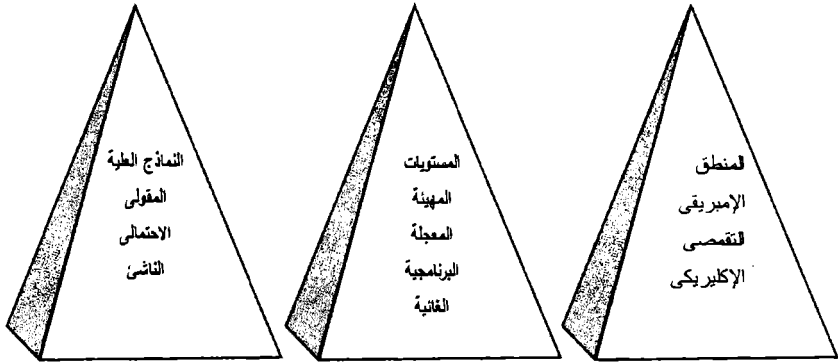 المنطق
الإمبريقى
التقمصى
الإكليريكى
المستويات
المهيئة
المعجلة
البرنامجية
الغائية
النماذج العلية
المقولى
الاحتمالى
الناشئ